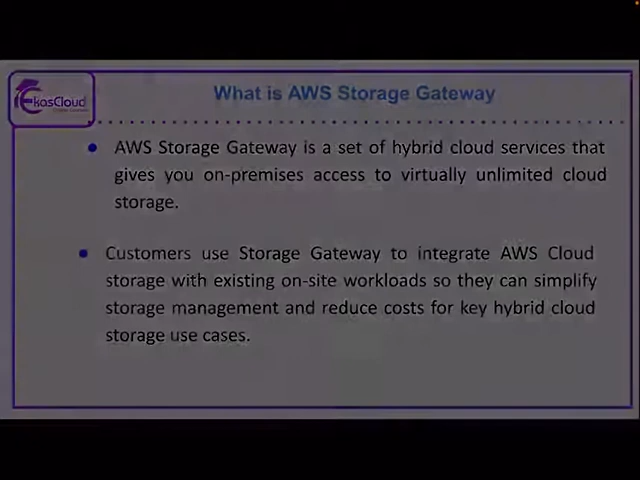 EkasCloud
What is AWS Storage Gateway
AWS Storage Gateway is a set of hybrid cloud services that
gives you on-premises access to virtually unlimited cloud
storage.
Customers use Storage Gateway to integrate AWS Cloud
storage with existing on-site workloads so they can simplify
storage management and reduce costs for key hybrid cloud
storage use cases.